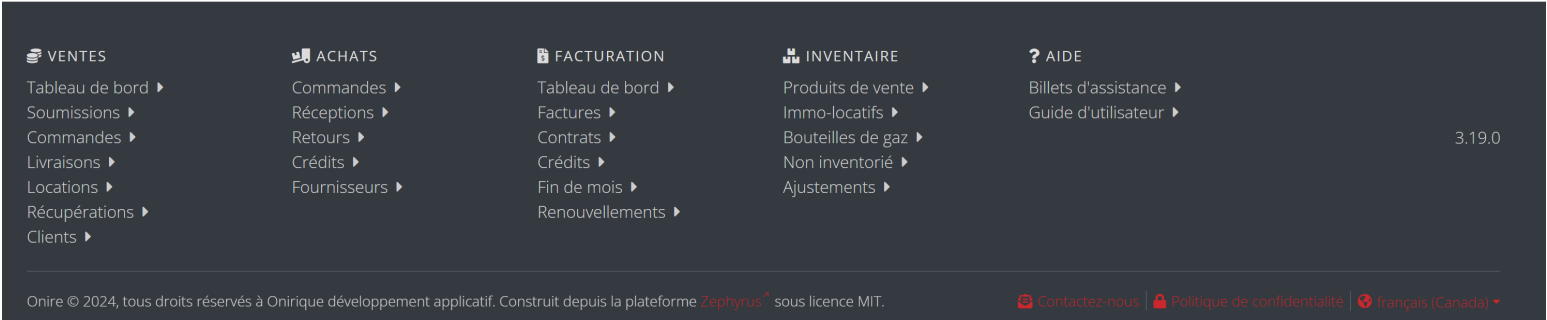 VENTES
Tableau de bord
Soumissions
Commandes
Livraisons
Locations
Récupérations
Clients
ACHATS
Commandes
Réceptions
Retours
Crédits
Fournisseurs
FACTURATION
Tableau de bord
Factures
Contrats
Crédits
Fin de mois
Renouvellements
INVENTAIRE
Produits de vente
Immo-locatifs
Bouteilles de gaz
Non inventorié
Ajustements
? AIDE
Billets d'assistance
Guide d'utilisateur
3.19.0
Onire © 2024, tous droits réservés à Onirique développement applicatif. Construit depuis la plateforme Zephyrus sous licence MIT.
Contactez-nous | Politique de confidentialité | français (Canada)